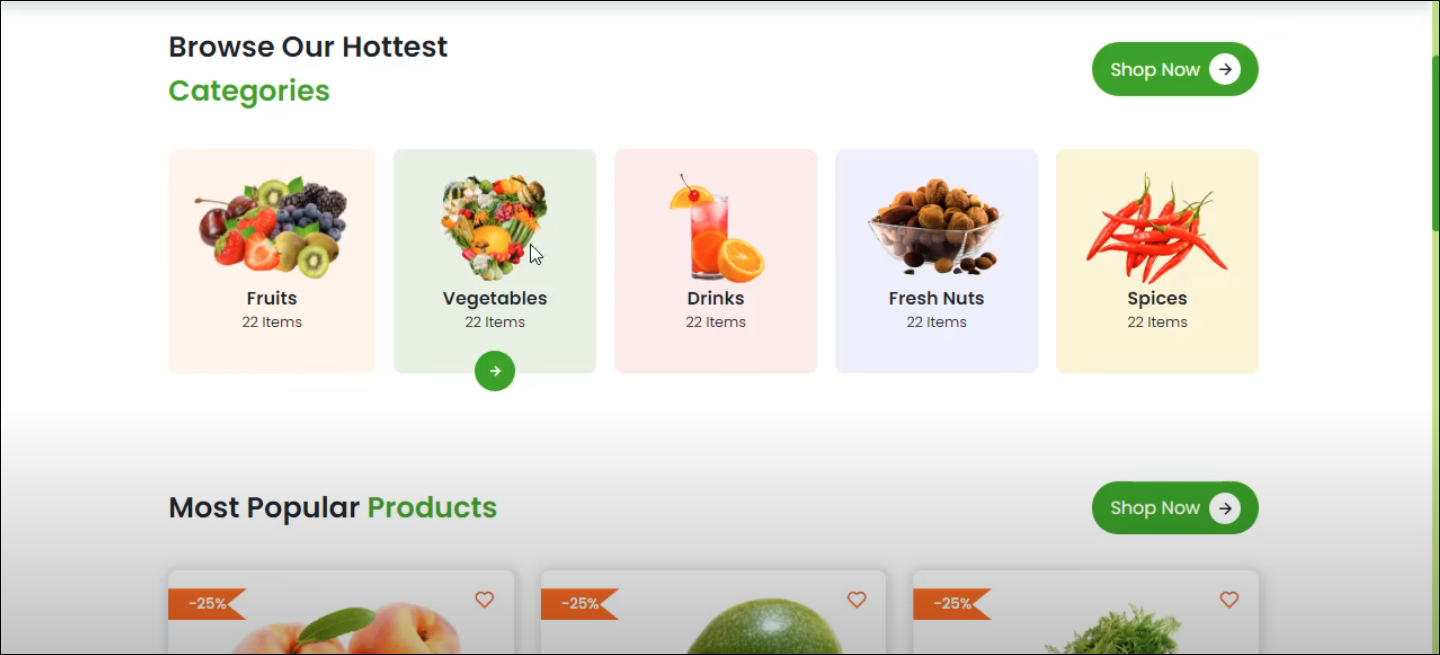 Browse Our Hottest
Categories
Shop Now
Fruits
22 Items
Vegetables
22 Items
Drinks
22 Items
Fresh Nuts
22 Items
Spices
22 Items
Most Popular Products
Shop Now
-25%
-25%
-25%